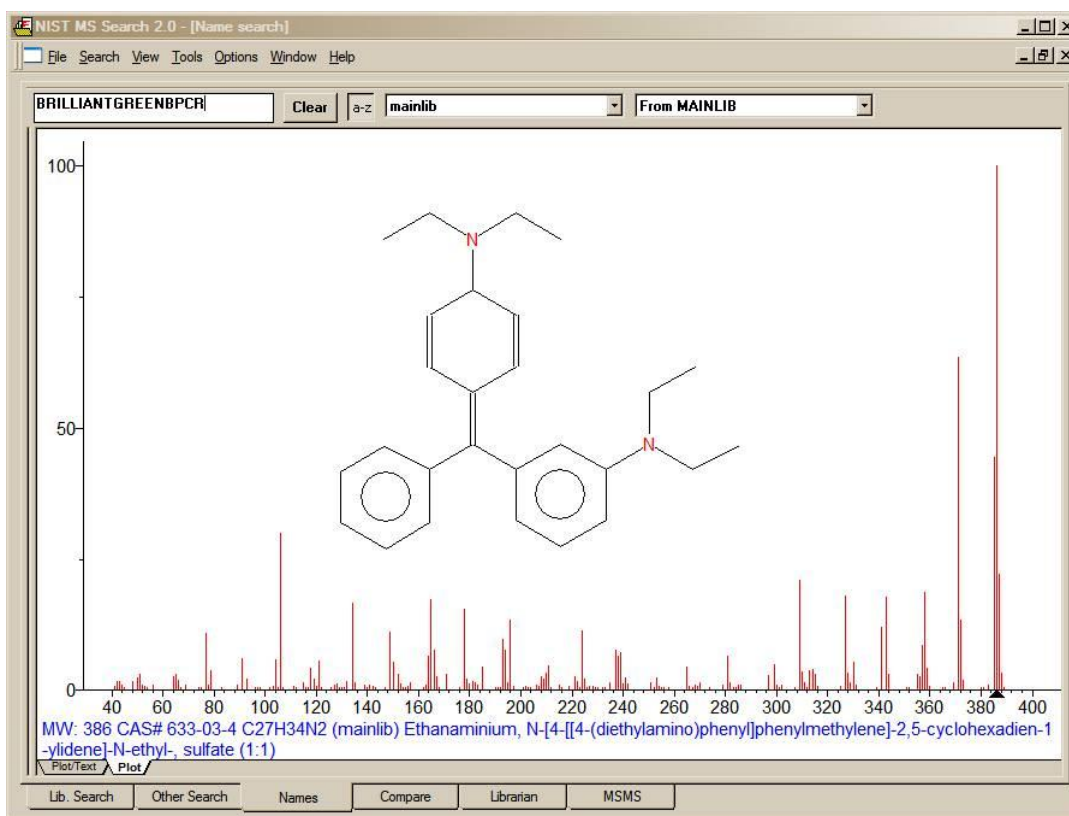 NIST MS Search 2.0 - [Name search]
File Search View Tools Options Window Help
BRILLIANTGREENBPCR Clear a-z mainlib From MAINLIB
100
50
0
N
N
40 60 80 100 120 140 160 180 200 220 240 260 280 300 320 340 360 380 400
MW: 386 CAS# 633-03-4 C27H34N2 (mainlib) Ethanaminium, N-[4-[[4-(diethylamino)phenyl]phenylmethylene]-2,5-cyclohexadien-1
-ylidene]-N-ethyl-, sulfate (1:1)
Plot/Text Plot
Lib. Search Other Search Names Compare Librarian MSMS